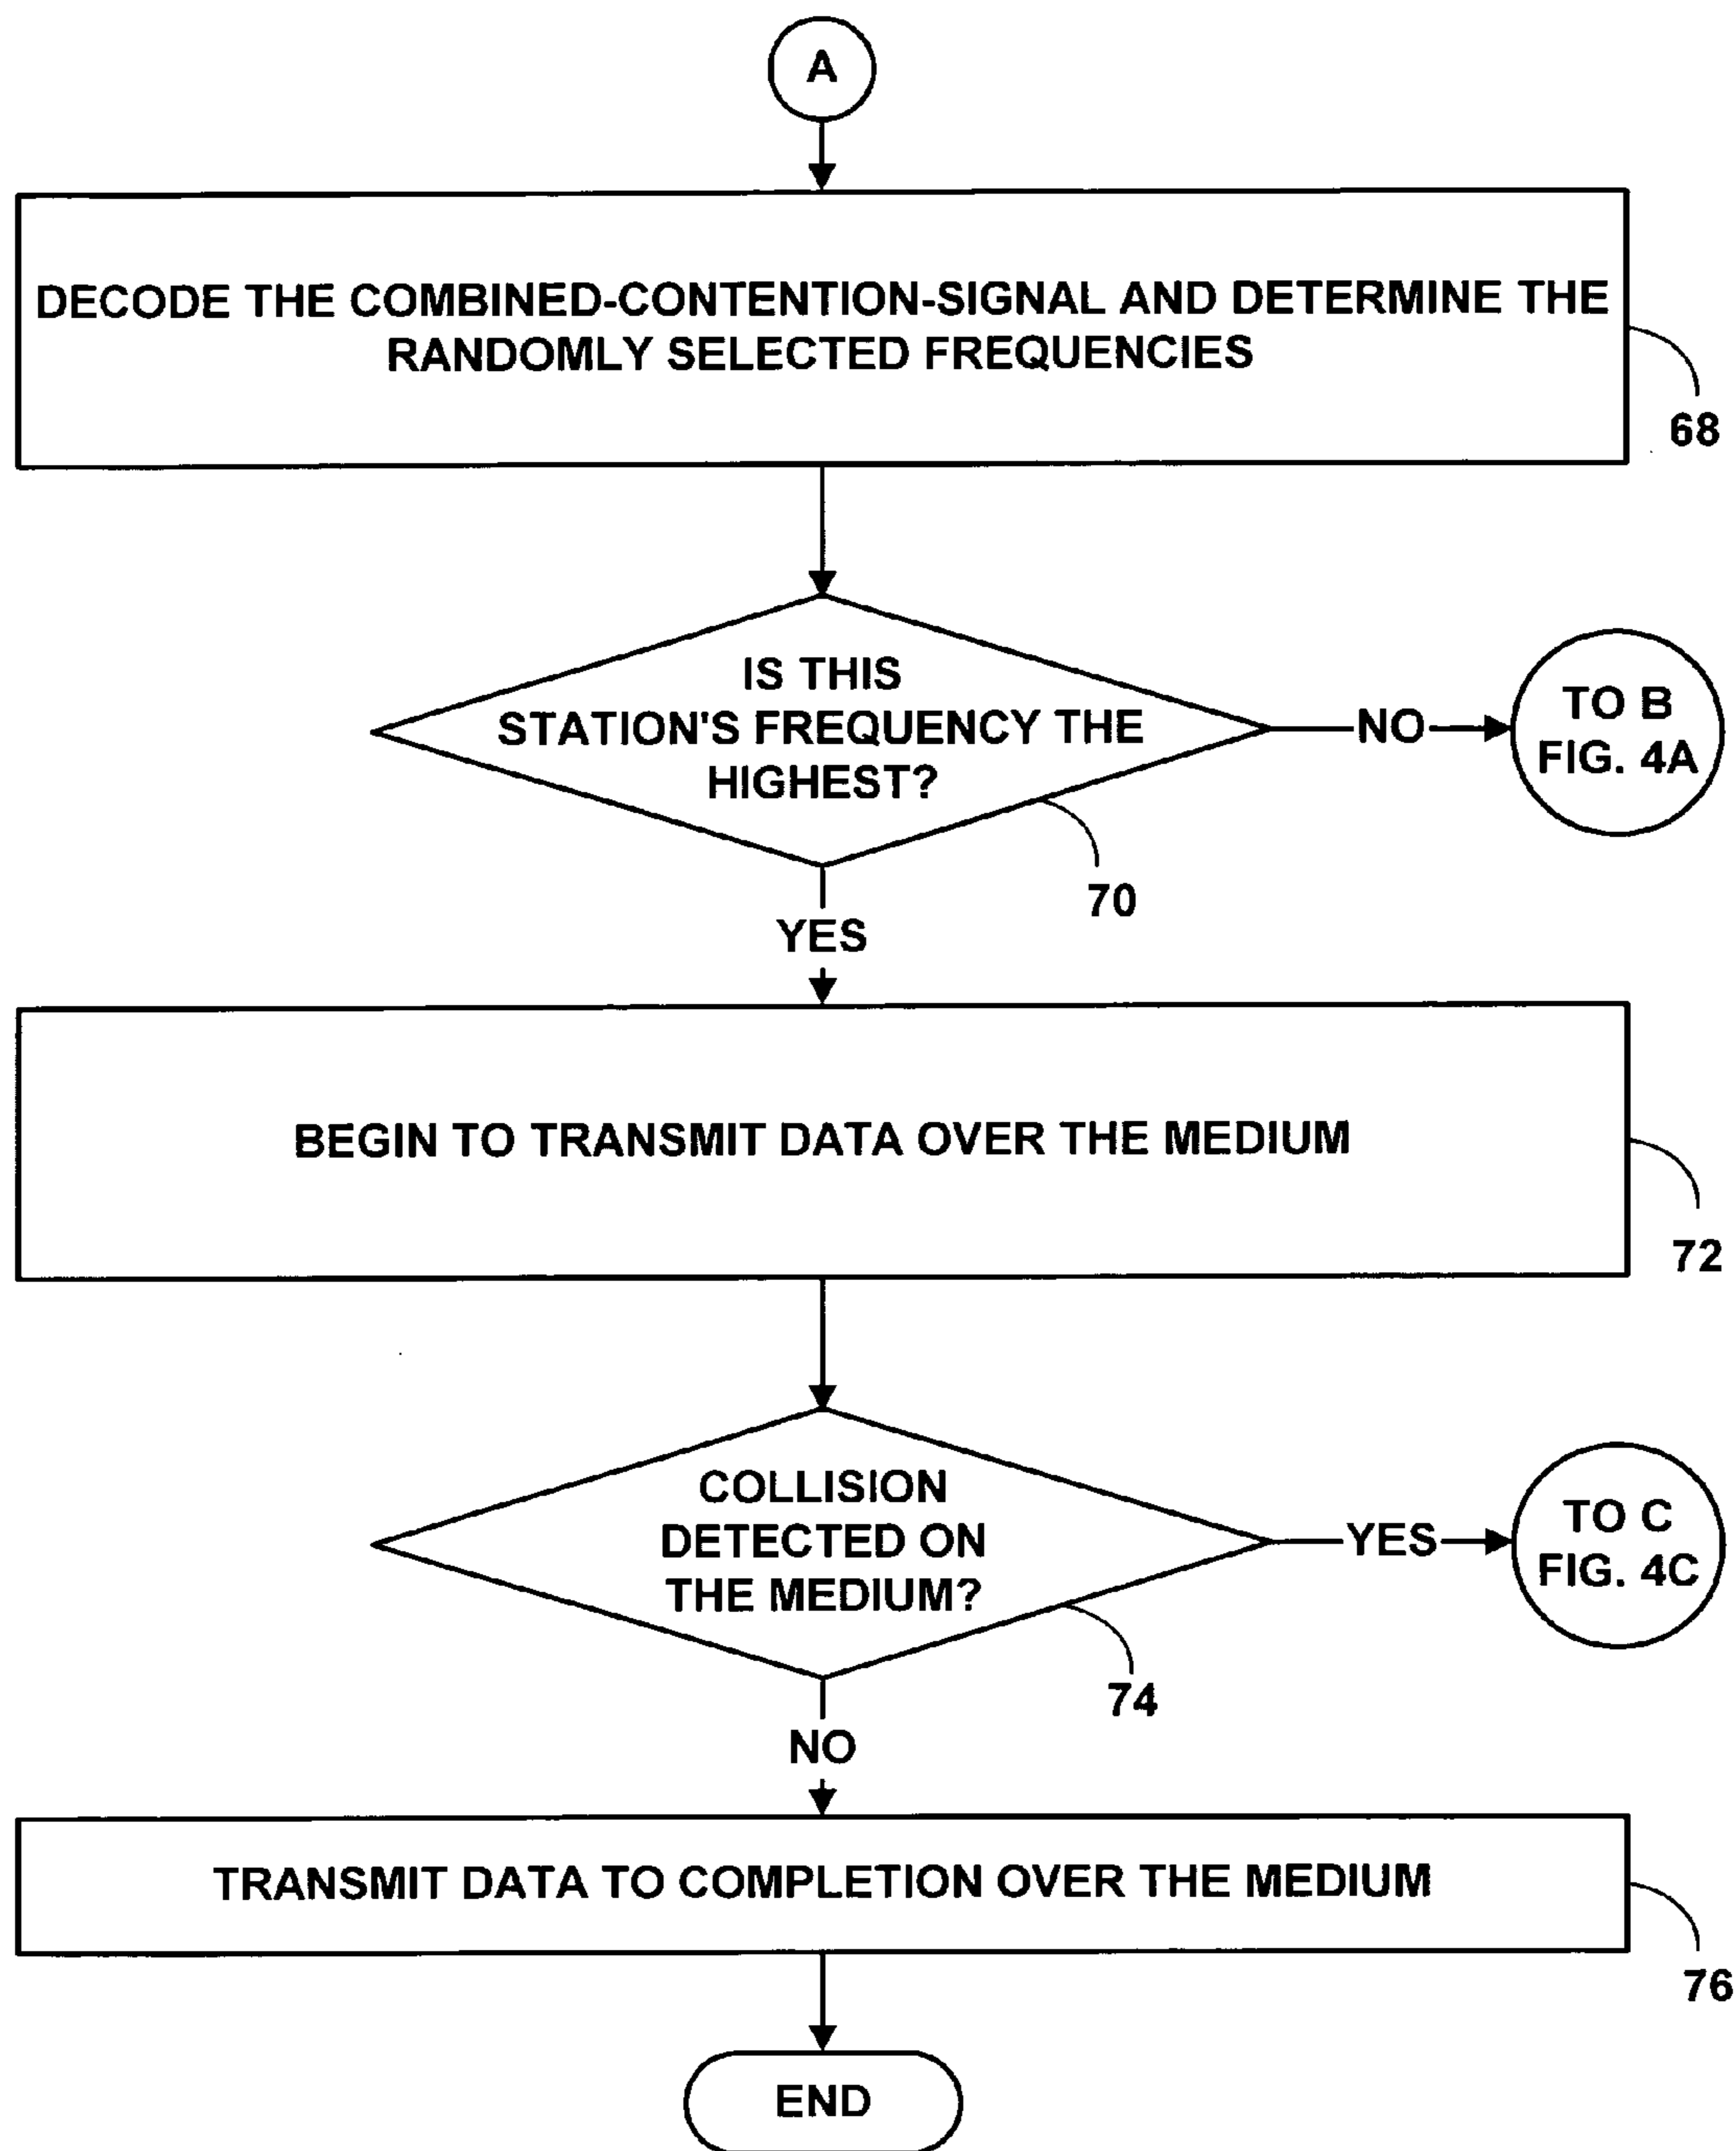 A
DECODE THE COMBINED-CONTENTION-SIGNAL AND DETERMINE THE
RANDOMLY SELECTED FREQUENCIES
68
IS THIS
STATION'S FREQUENCY THE
HIGHEST?
NO
TO B
FIG. 4A
70
YES
BEGIN TO TRANSMIT DATA OVER THE MEDIUM
72
COLLISION
DETECTED ON
THE MEDIUM?
YES
TO C
FIG. 4C
74
NO
TRANSMIT DATA TO COMPLETION OVER THE MEDIUM
76
END